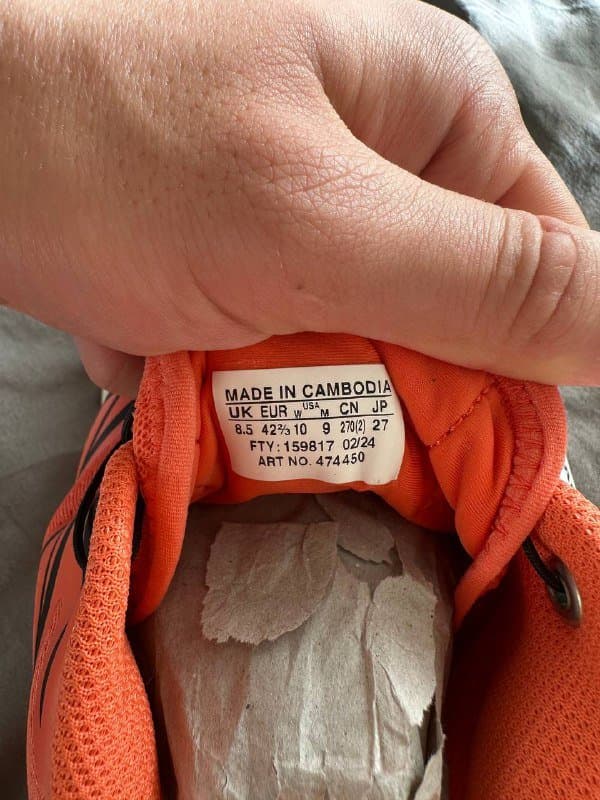 MADE IN CAMBODIA
UK EUR W USA M CN JP
8.5 42⅔ 10 9 270(2) 27
FTY: 159817 02/24
ART NO. 474450